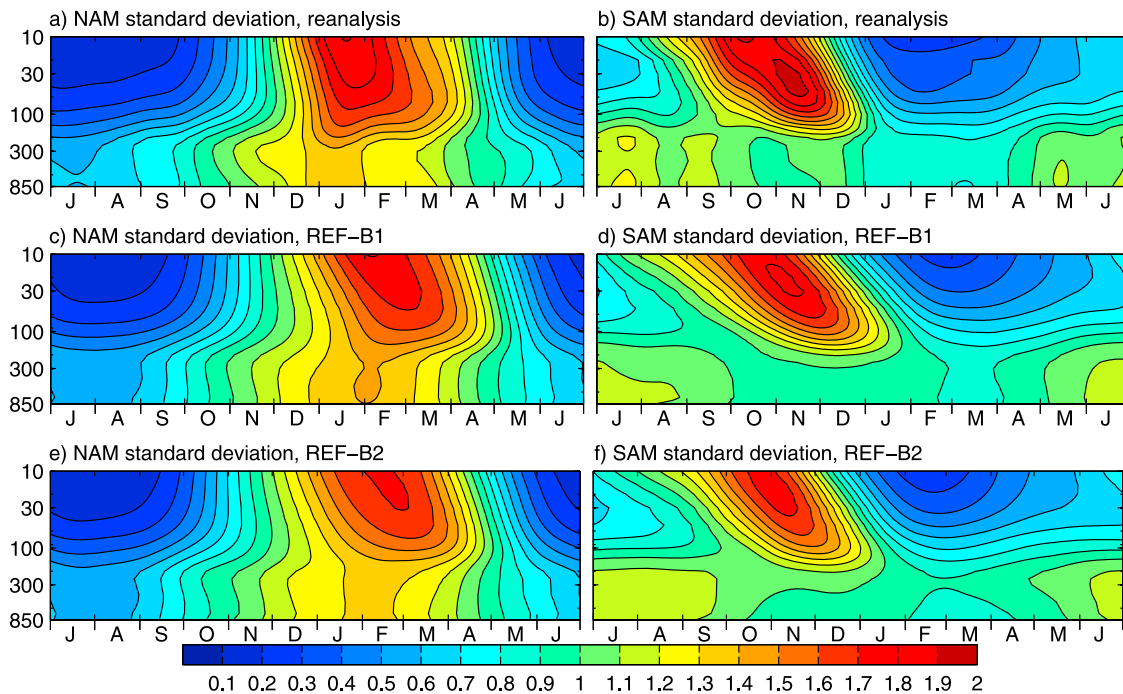 a) NAM standard deviation, reanalysis
b) SAM standard deviation, reanalysis
10
30
100
300
850
J A S O N D J F M A M J
J A S O N D J F M A M J
c) NAM standard deviation, REF−B1
d) SAM standard deviation, REF−B1
10
30
100
300
850
J A S O N D J F M A M J
J A S O N D J F M A M J
e) NAM standard deviation, REF−B2
f) SAM standard deviation, REF−B2
10
30
100
300
850
J A S O N D J F M A M J
J A S O N D J F M A M J
0.1 0.2 0.3 0.4 0.5 0.6 0.7 0.8 0.9 1 1.1 1.2 1.3 1.4 1.5 1.6 1.7 1.8 1.9 2